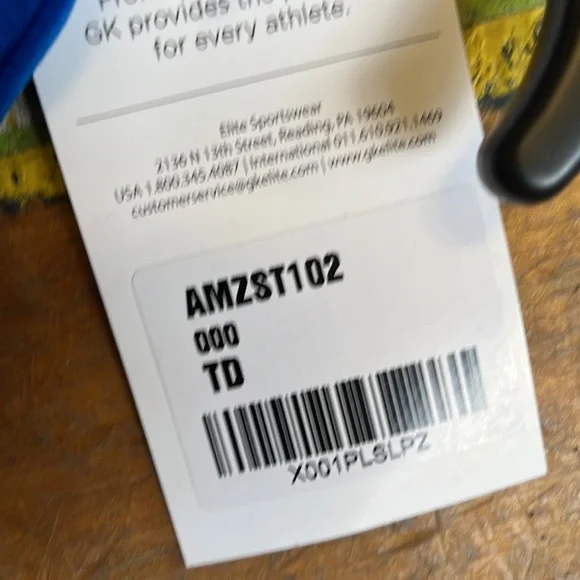 GK provides the
for every athlete.
Elite Sportswear
2136 N 13th Street, Reading, PA 19604
USA 1.800.345.4087 | International 011.610.921.1469
customerservice@gkelite.com | www.gkelite.com
AMZST102
000
TD
X001PLSLPZ